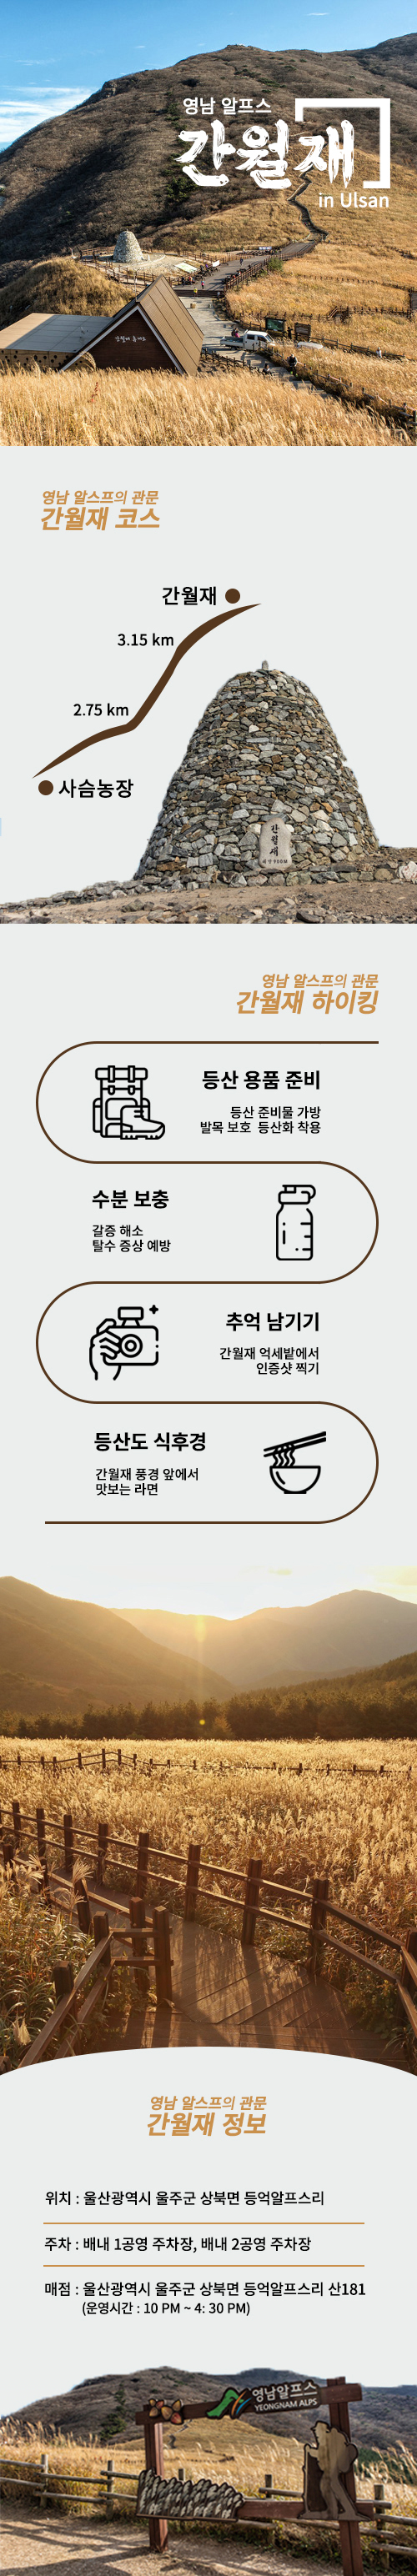 영남 알프스
간월재
in Ulsan
간월재 휴게소
영남 알스프의 관문
간월재 코스
간월재
3.15 km
2.75 km
사슴농장
간월재
영남 알스프의 관문
간월재 하이킹
등산 용품 준비
등산 준비물 가방
발목 보호 등산화 착용
수분 보충
갈증 해소
탈수 증상 예방
추억 남기기
간월재 억세밭에서
인증샷 찍기
등산도 식후경
간월재 풍경 앞에서
맛보는 라면
영남 알스프의 관문
간월재 정보
위치 : 울산광역시 울주군 상북면 등억알프스리
주차 : 배내 1공영 주차장, 배내 2공영 주차장
매점 : 울산광역시 울주군 상북면 등억알프스리 산181
(운영시간 : 10 PM ~ 4: 30 PM)
영남알프스
YEONGNAM ALPS